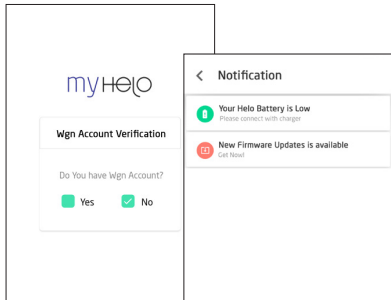 myHelo
Wgn Account Verification
Do You have Wgn Account?
Yes No
Notification
Your Helo Battery is Low
Please connect with charger
New Firmware Updates is available
Get Now!